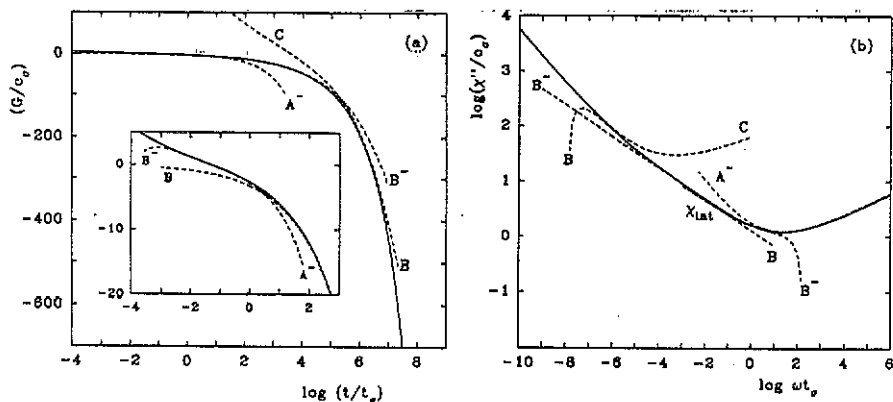 (a)
C
0
(G/c_σ)
A⁻
-200
B⁻
-400
B
-600
-4 -2 0 2 4 6 8
log (t/t_σ)
0
B⁻
B
-10
A⁻
-20
-4 -2 0 2
4
(b)
log(χ''/c_σ)
3
B⁻
2
C
B
A⁻
1
χ_int
0
B
B⁻
-1
-10 -8 -6 -4 -2 0 2 4 6
log ωt_σ